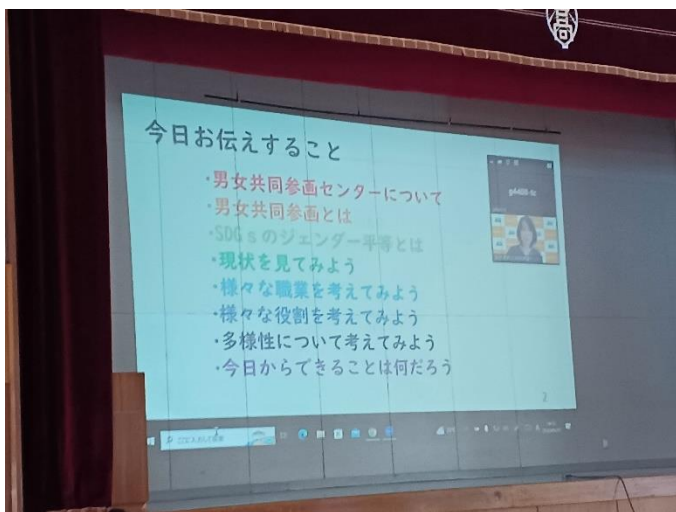 高
今日お伝えすること
・男女共同参画センターについて
・男女共同参画とは
・SDGsのジェンダー平等とは
・現状を見てみよう
・様々な職業を考えてみよう
・様々な役割を考えてみよう
・多様性について考えてみよう
・今日からできることは何だろう
2